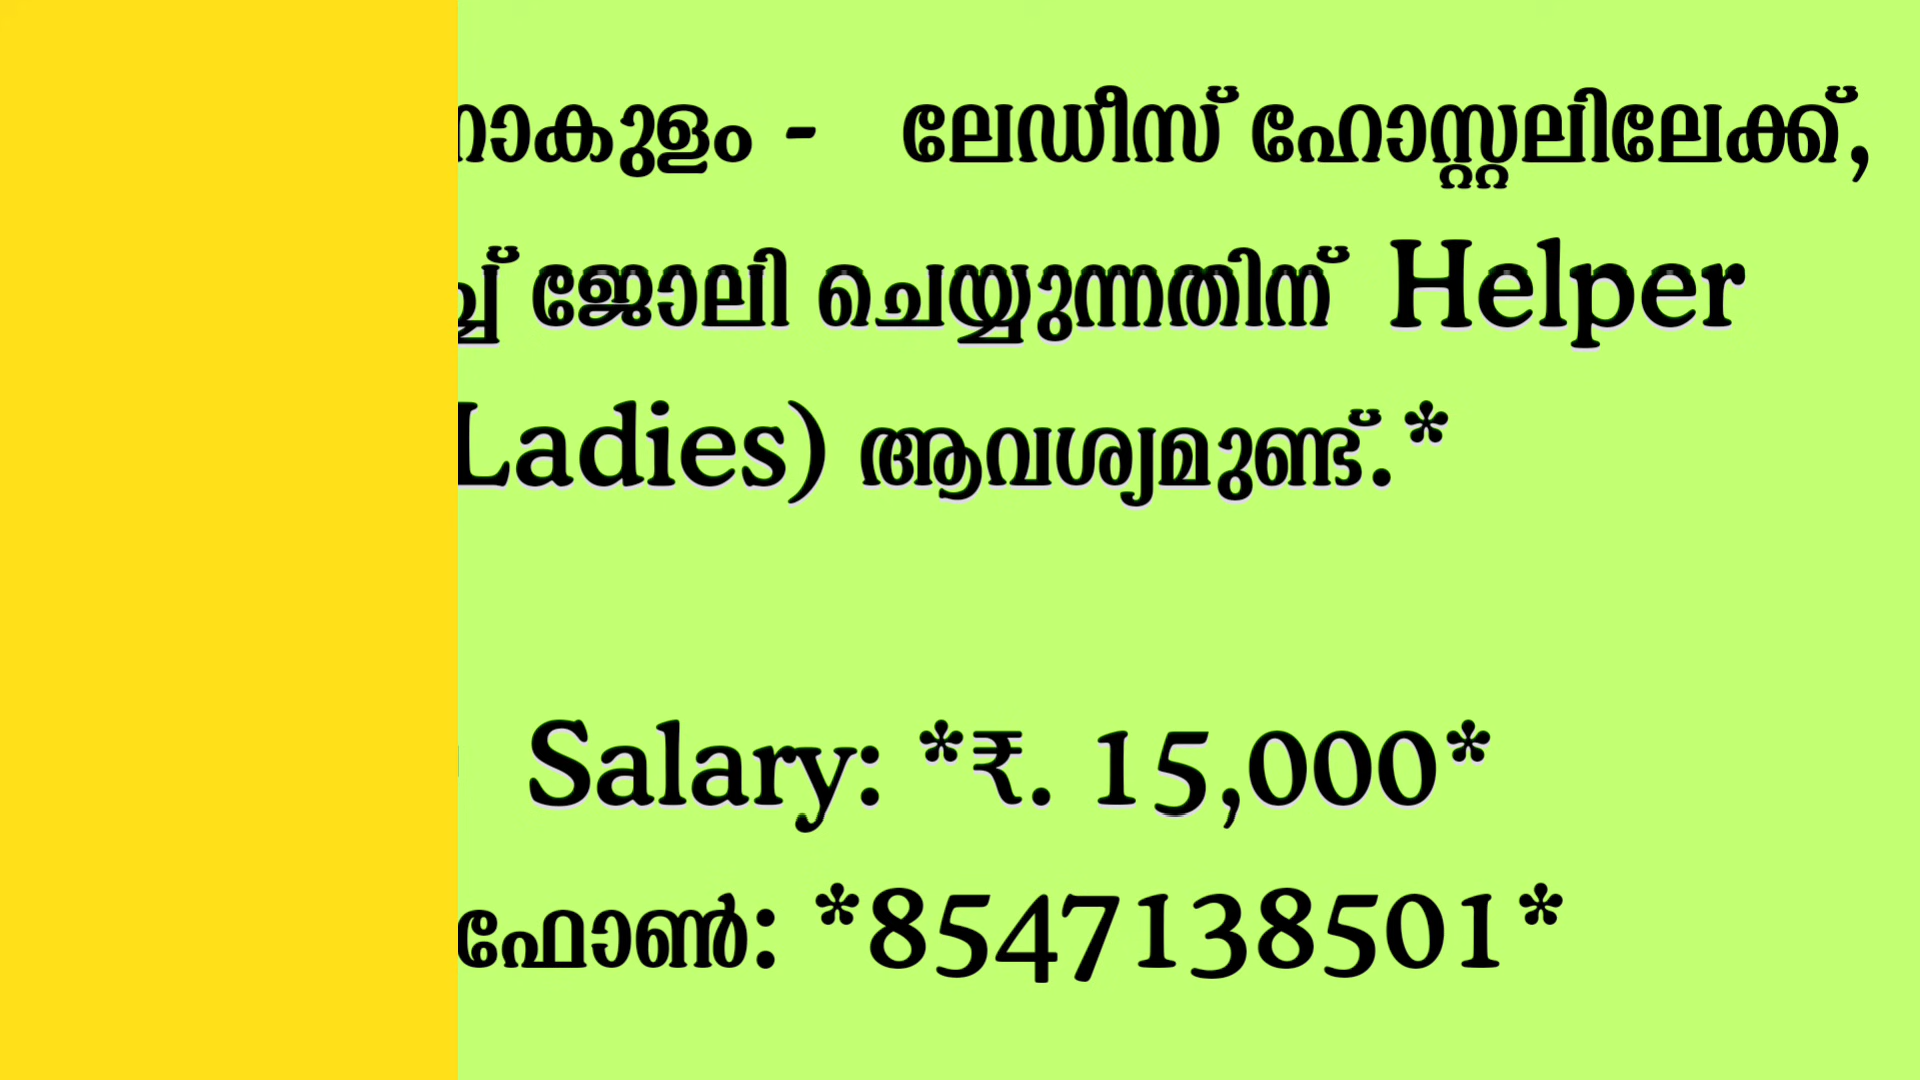 നാകുളം - ലേഡീസ് ഹോസ്റ്റലിലേക്ക്,
ച്ച് ജോലി ചെയ്യുന്നതിന് Helper
Ladies) ആവശ്യമുണ്ട്.*
Salary: *₹. 15,000*
ഫോൺ: *8547138501*